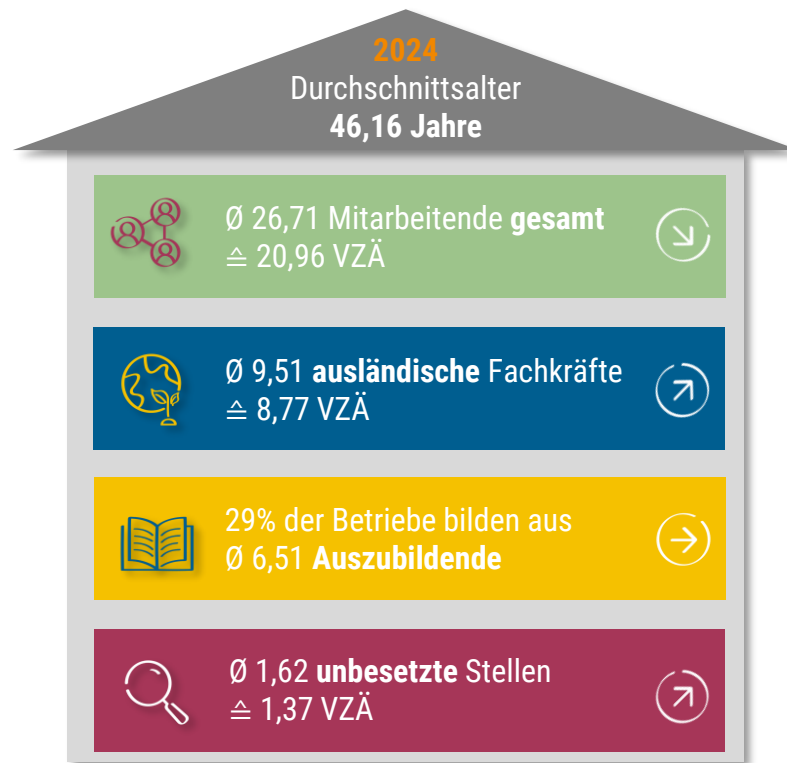 2024
Durchschnittsalter
46,16 Jahre
Ø 26,71 Mitarbeitende gesamt
≙ 20,96 VZÄ
Ø 9,51 ausländische Fachkräfte
≙ 8,77 VZÄ
29% der Betriebe bilden aus
Ø 6,51 Auszubildende
Ø 1,62 unbesetzte Stellen
≙ 1,37 VZÄ